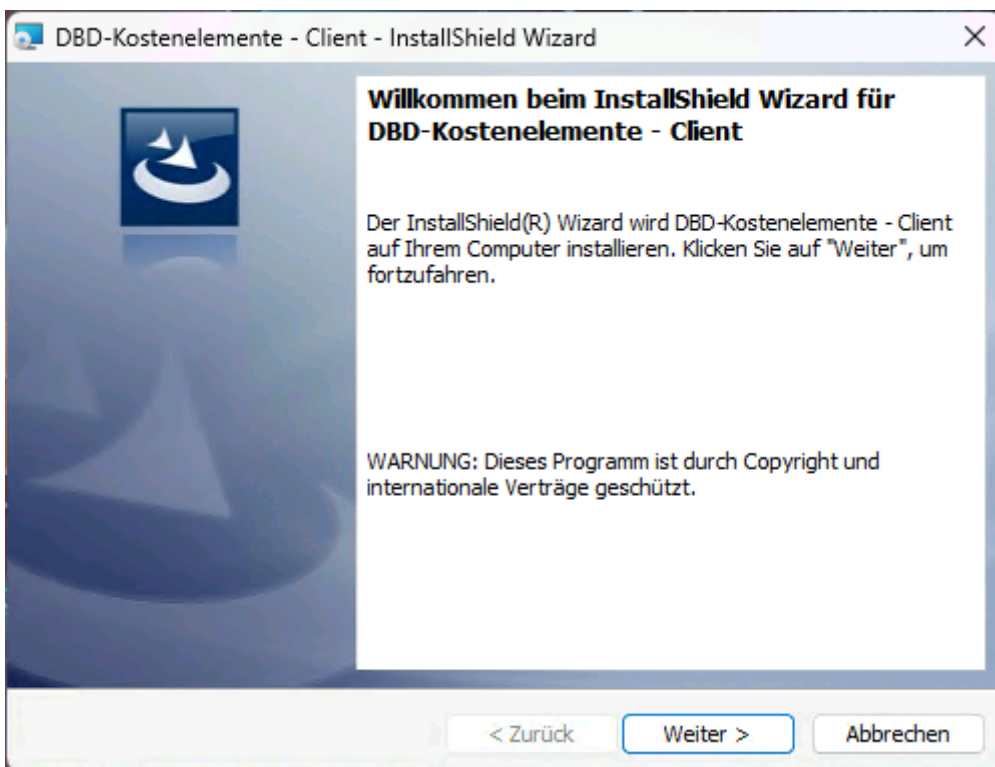 DBD-Kostenelemente - Client - InstallShield Wizard
Willkommen beim InstallShield Wizard für
DBD-Kostenelemente - Client
Der InstallShield(R) Wizard wird DBD-Kostenelemente - Client
auf Ihrem Computer installieren. Klicken Sie auf "Weiter", um
fortzufahren.
WARNUNG: Dieses Programm ist durch Copyright und
internationale Verträge geschützt.
< Zurück
Weiter >
Abbrechen